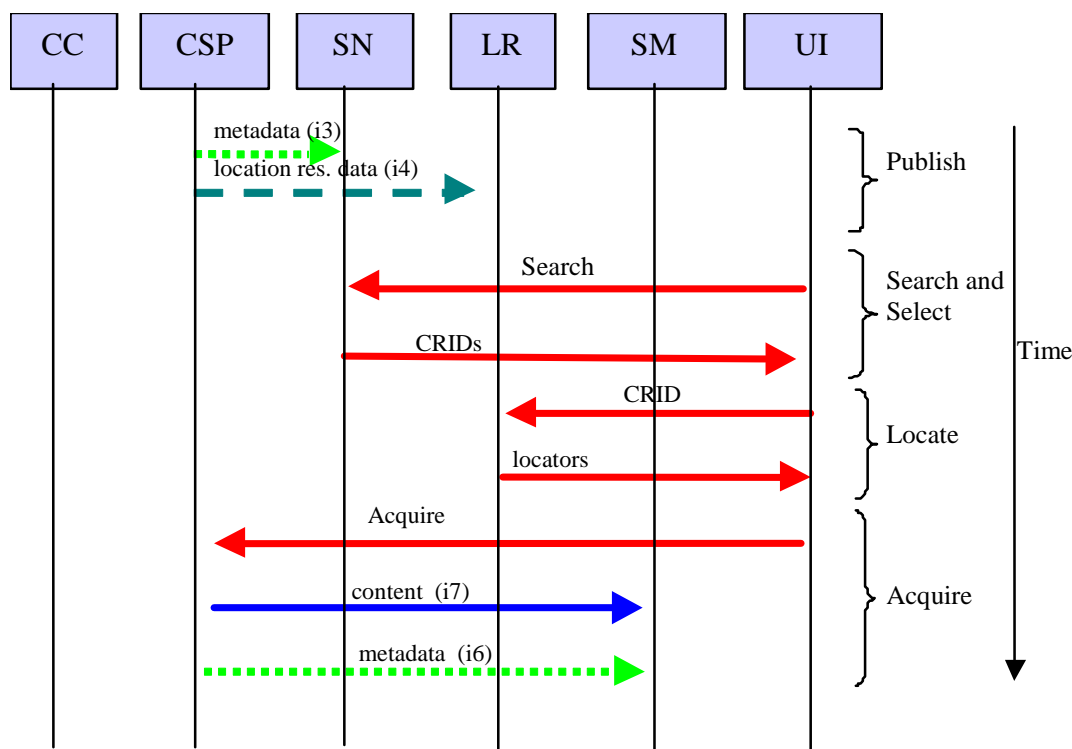 CC CSP SN LR SM UI
metadata (i3)
location res. data (i4)
Publish
Search
Search and
Select
CRIDs
Time
CRID
Locate
locators
Acquire
content (i7)
Acquire
metadata (i6)